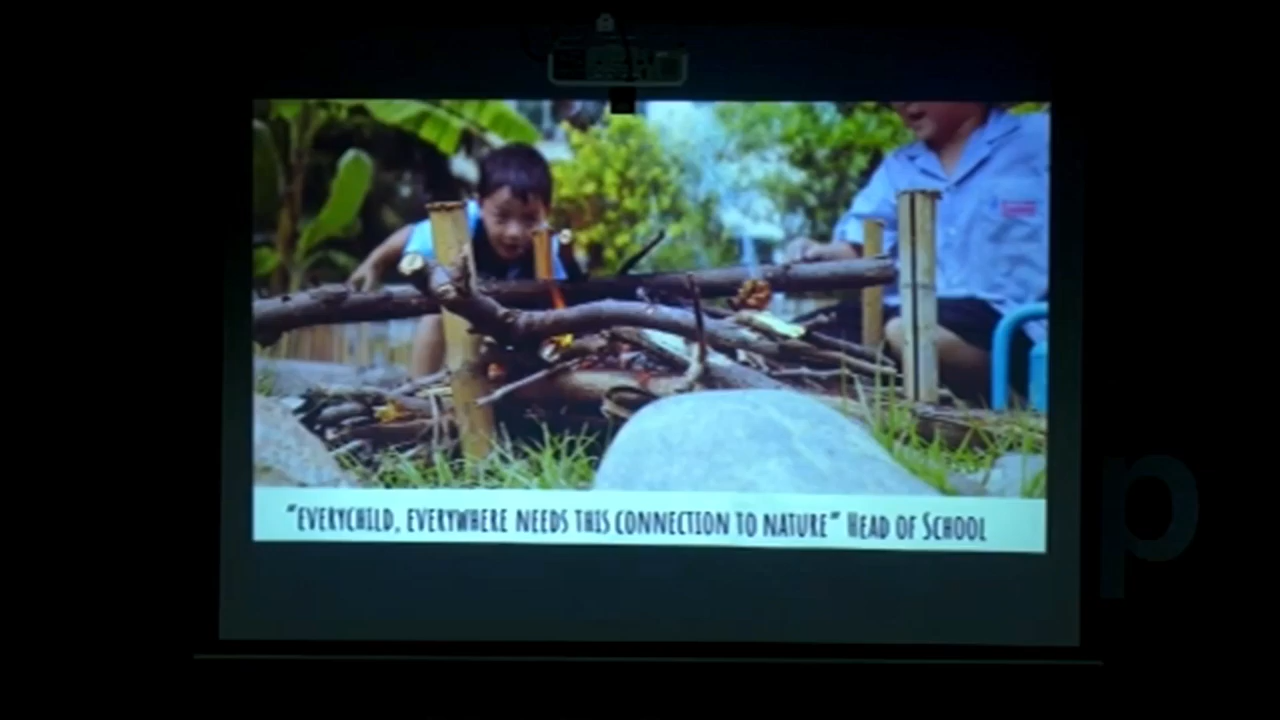 "EVERYCHILD, EVERYWHERE NEEDS THIS CONNECTION TO NATURE" HEAD OF SCHOOL
p